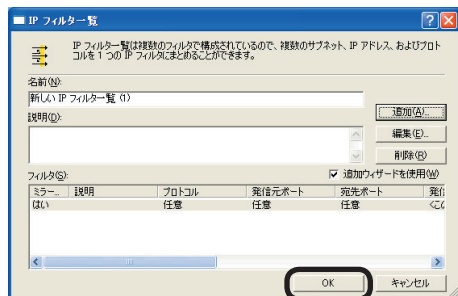 IP フィルター覧
IP フィルター覧は複数のフィルタで構成されているので、複数のサブネット、IP アドレス、およびプロト
コルを 1 つの IP フィルタにまとめることができます。
名前(N):
新しい IP フィルター覧 (1)
追加(A)...
説明(D):
編集(E)...
削除(R)
フィルタ(S):
追加ウィザードを使用(W)
ミラー... 説明 プロトコル 発信元ポート 宛先ポート 発信
はい 任意 任意 任意
OK キャンセル